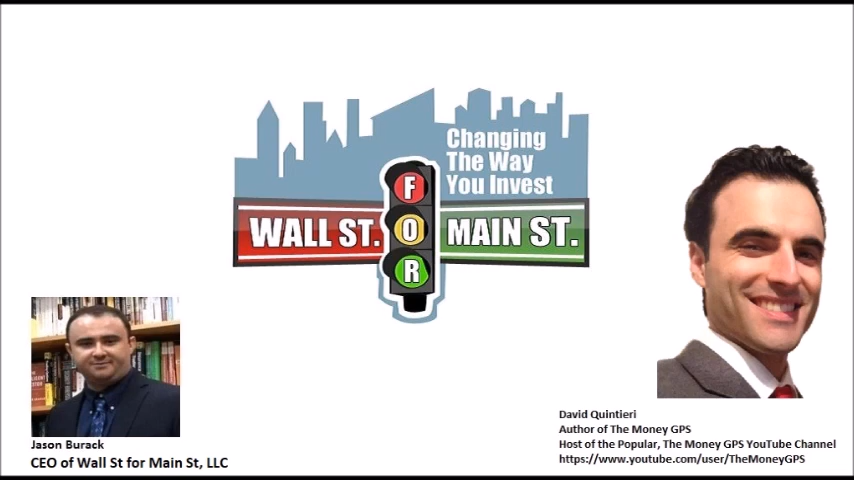 Changing
The Way
You Invest
WALL ST. FOR MAIN ST.
Jason Burack
CEO of Wall St for Main St, LLC
David Quintieri
Author of The Money GPS
Host of the Popular, The Money GPS YouTube Channel
https://www.youtube.com/user/TheMoneyGPS